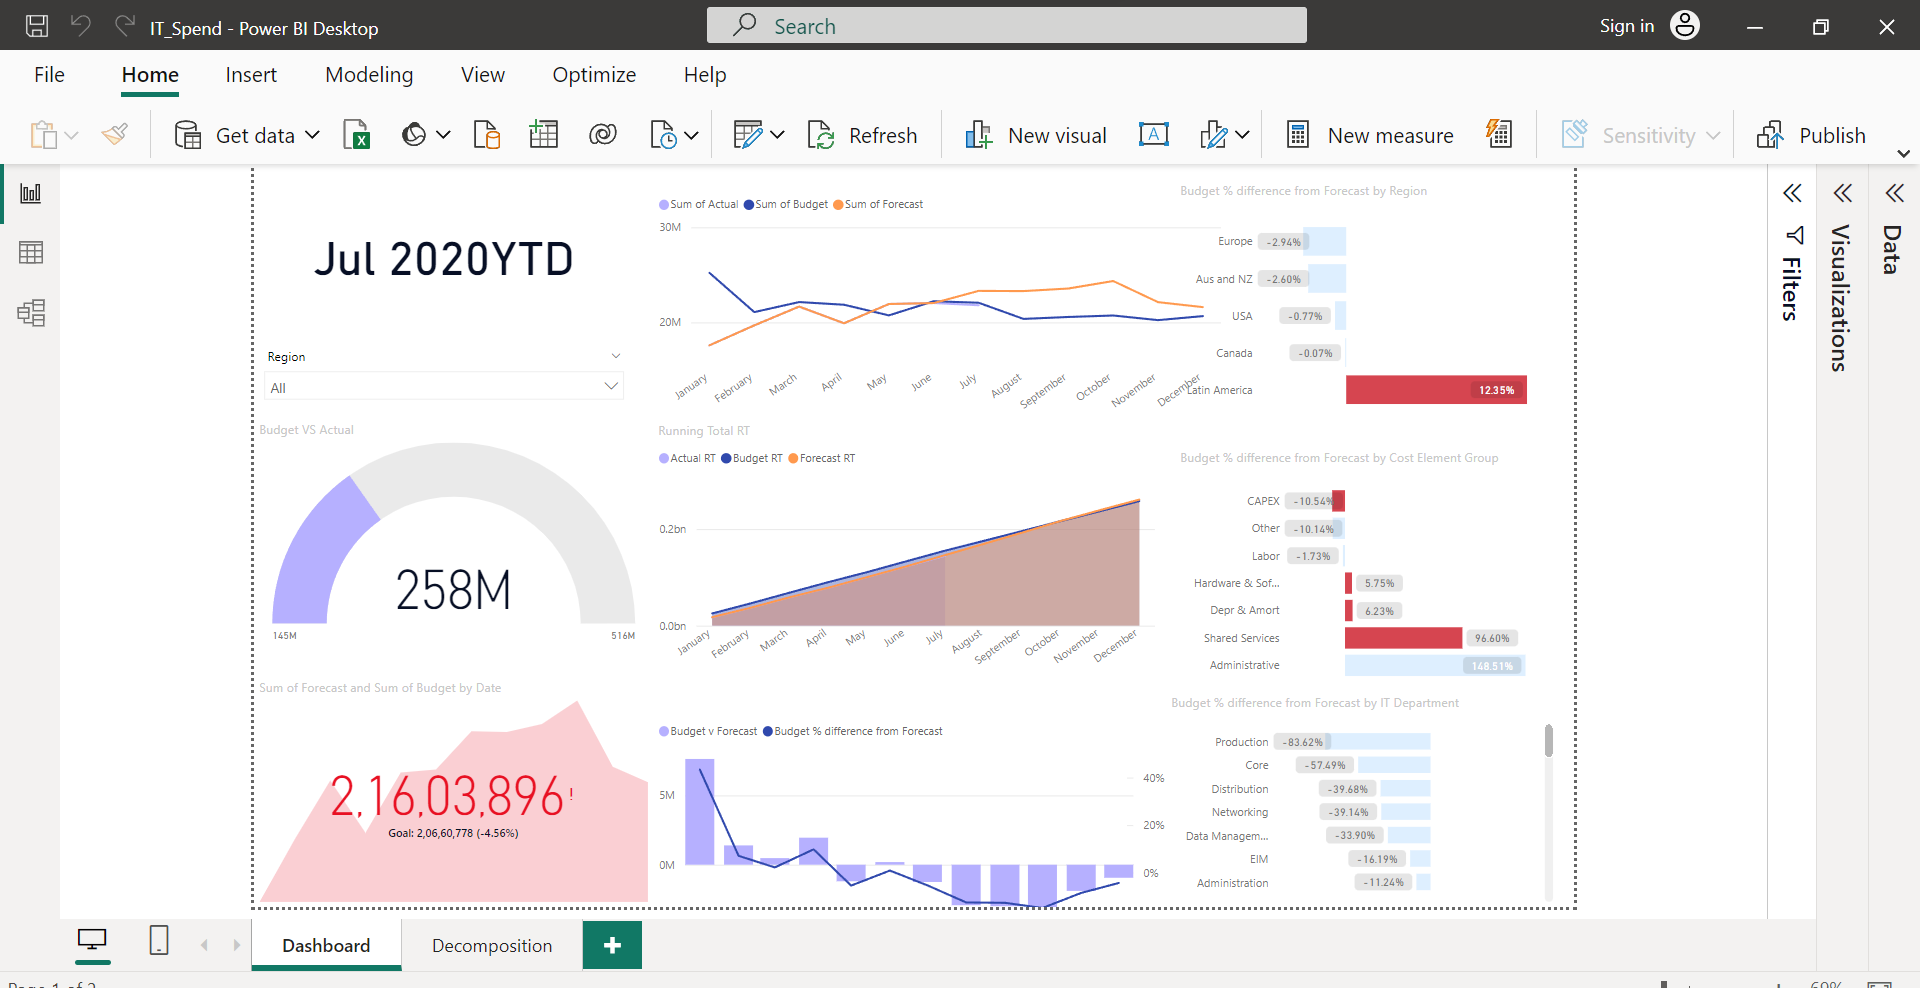 IT_Spend - Power BI Desktop
Search
Sign in
File Home Insert Modeling View Optimize Help
Get data
Refresh
New visual
A
New measure
Sensitivity
Publish
Filters
Visualizations
Data
Jul 2020YTD
Region
All
Budget VS Actual
258M
145M 516M
Sum of Forecast and Sum of Budget by Date
2,16,03,896!
Goal: 2,06,60,778 (-4.56%)
Sum of Actual Sum of Budget Sum of Forecast
30M
20M
January February March April May June July August September October November December
Running Total RT
Actual RT Budget RT Forecast RT
0.2bn
0.0bn
January February March April May June July August September October November December
Budget v Forecast Budget % difference from Forecast
5M
0M
40%
20%
0%
Budget % difference from Forecast by Region
Europe -2.94%
Aus and NZ -2.60%
USA -0.77%
Canada -0.07%
Latin America 12.35%
Budget % difference from Forecast by Cost Element Group
CAPEX -10.54%
Other -10.14%
Labor -1.73%
Hardware & Sof... 5.75%
Depr & Amort 6.23%
Shared Services 96.60%
Administrative 148.51%
Budget % difference from Forecast by IT Department
Production -83.62%
Core -57.49%
Distribution -39.68%
Networking -39.14%
Data Managem... -33.90%
EIM -16.19%
Administration -11.24%
Dashboard
Decomposition
Page 1 of 2